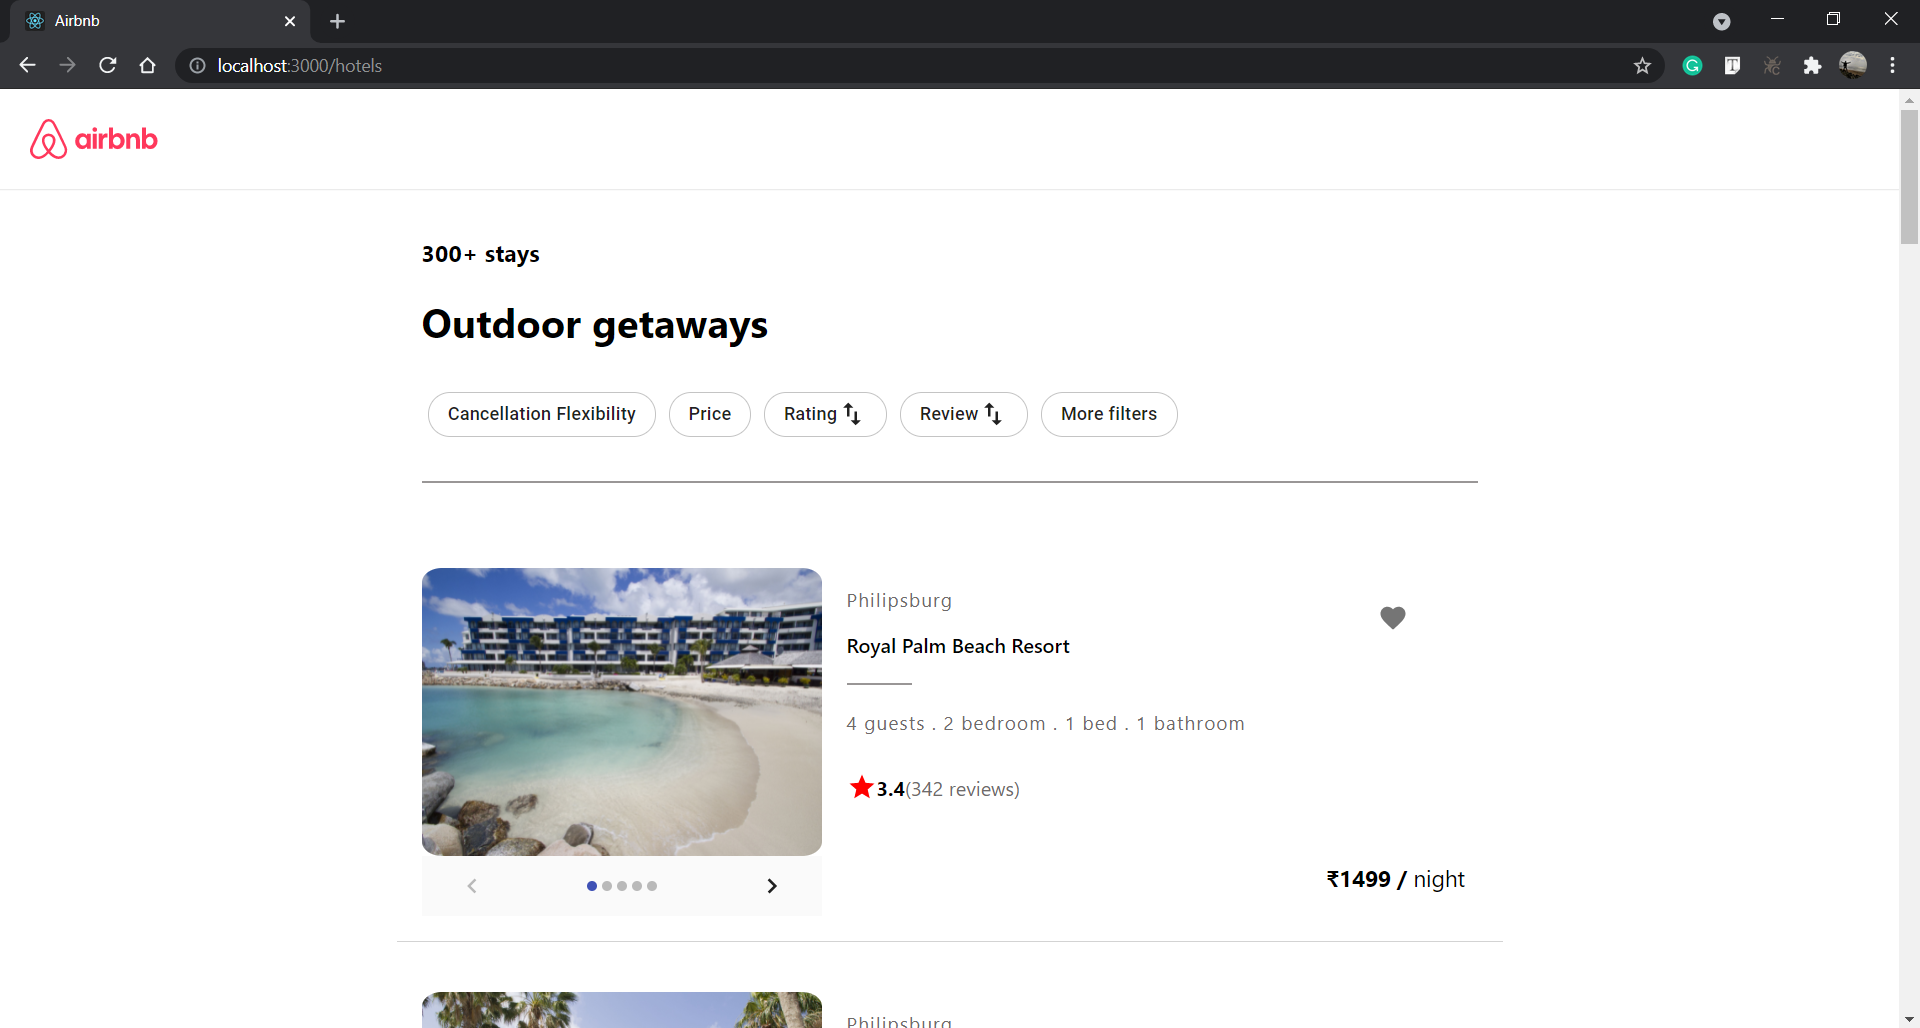 Airbnb
localhost:3000/hotels
airbnb
300+ stays
Outdoor getaways
Cancellation Flexibility
Price
Rating
Review
More filters
Philipsburg
Royal Palm Beach Resort
4 guests . 2 bedroom . 1 bed . 1 bathroom
3.4(342 reviews)
₹1499 / night
Philipsburg